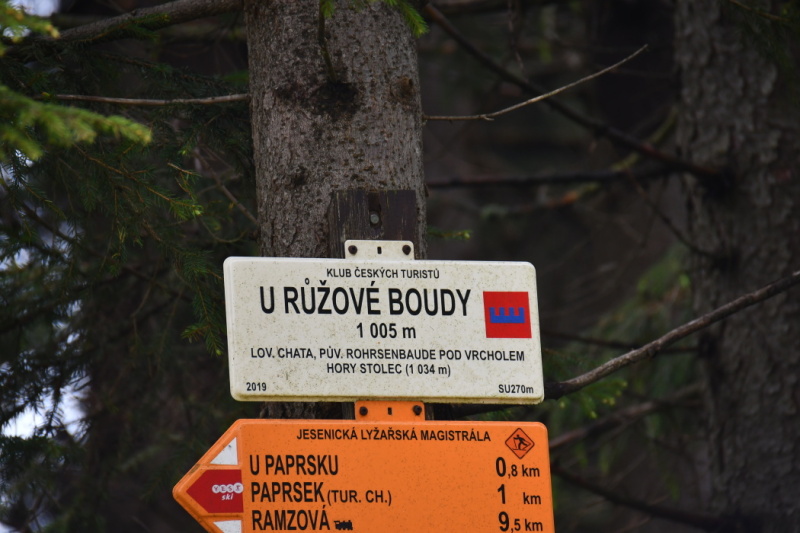 KLUB ČESKÝCH TURISTŮ
U RŮŽOVÉ BOUDY
1 005 m
LOV. CHATA, PŮV. ROHRSENBAUDE POD VRCHOLEM
HORY STOLEC (1 034 m)
2019 SU270m
JESENICKÁ LYŽAŘSKÁ MAGISTRÁLA
U PAPRSKU 0,8 km
PAPRSEK (TUR. CH.) 1 km
RAMZOVÁ 9,5 km
ski